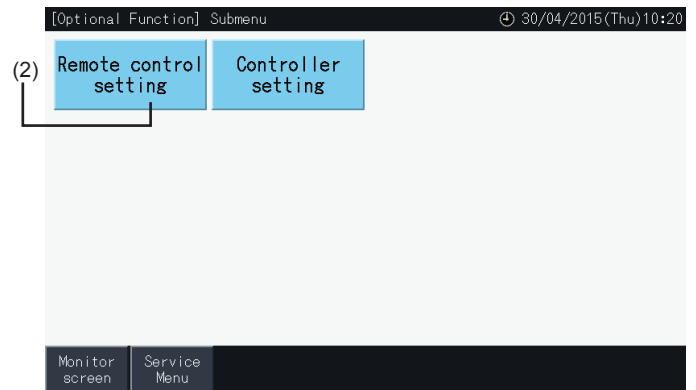 [Optional Function] Submenu 30/04/2015(Thu)10:20
(2)
Remote control
setting
Controller
setting
Monitor
screen
Service
Menu